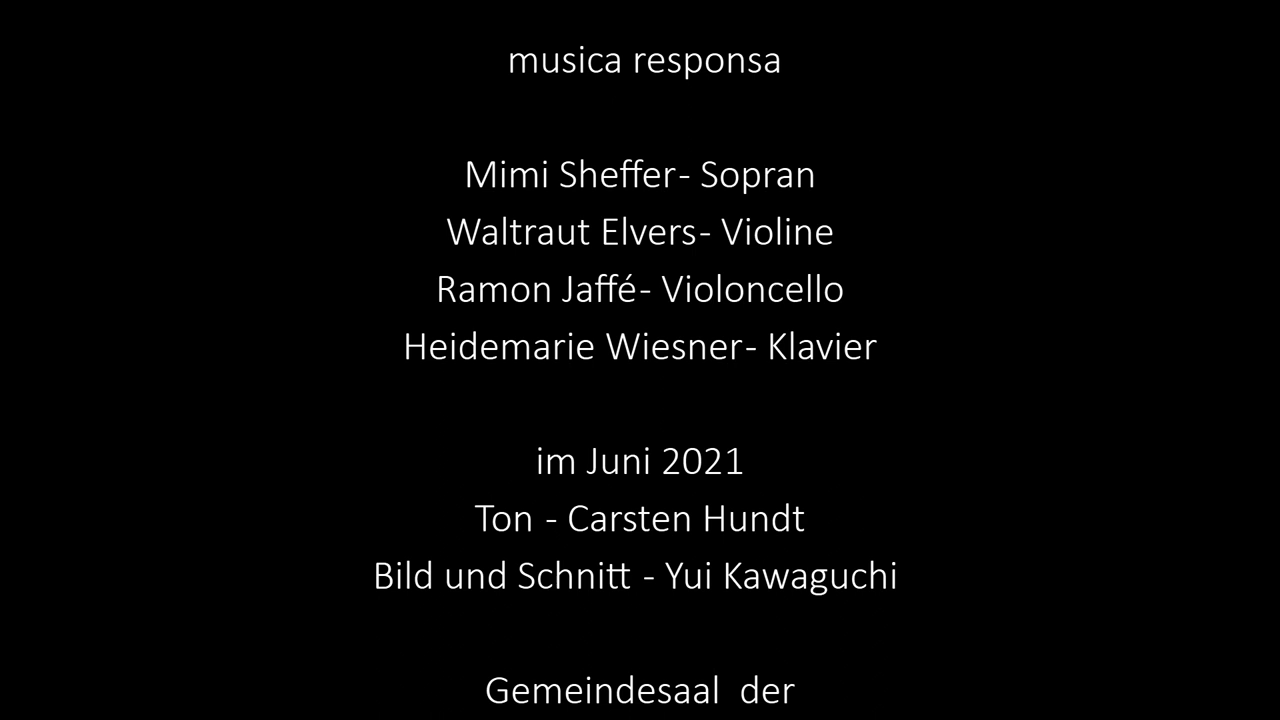 musica responsa
Mimi Sheffer - Sopran
Waltraut Elvers - Violine
Ramon Jaffé - Violoncello
Heidemarie Wiesner - Klavier
im Juni 2021
Ton - Carsten Hundt
Bild und Schnitt - Yui Kawaguchi
Gemeindesaal der